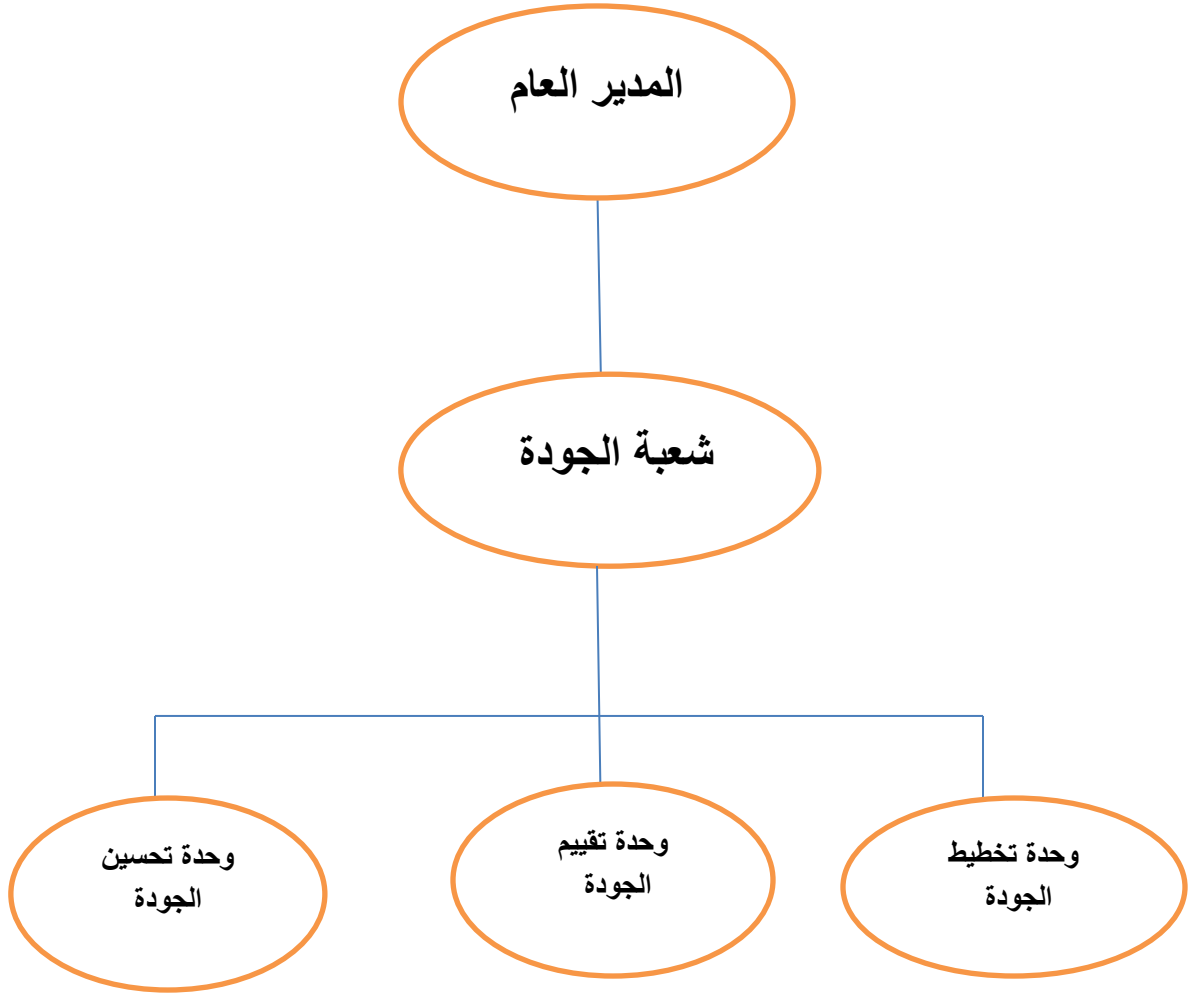 المدير العام
شعبة الجودة
وحدة تخطيط
الجودة
وحدة تقييم
الجودة
وحدة تحسين
الجودة